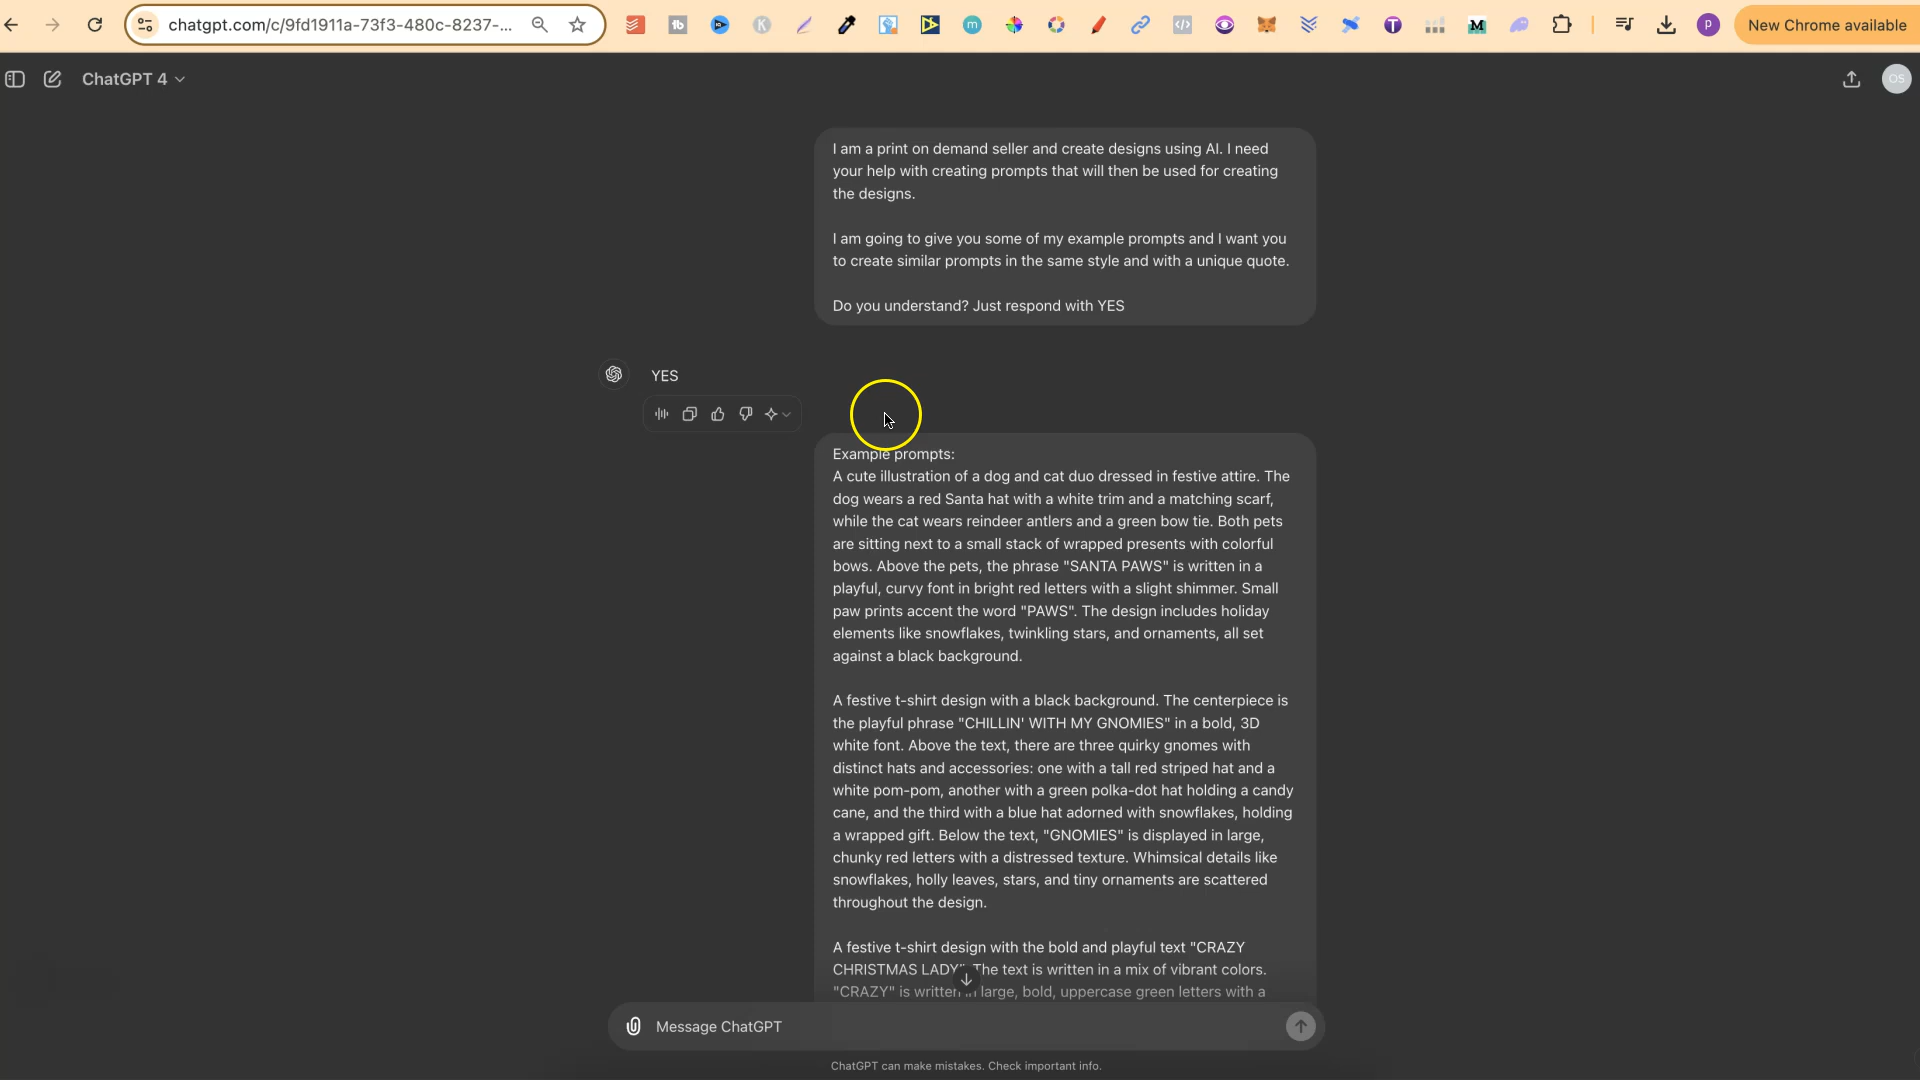 chatgpt.com/c/9fd1911a-73f3-480c-8237-...
New Chrome available
ChatGPT 4
OS
I am a print on demand seller and create designs using AI. I need
your help with creating prompts that will then be used for creating
the designs.
I am going to give you some of my example prompts and I want you
to create similar prompts in the same style and with a unique quote.
Do you understand? Just respond with YES
YES
Example prompts:
A cute illustration of a dog and cat duo dressed in festive attire. The
dog wears a red Santa hat with a white trim and a matching scarf,
while the cat wears reindeer antlers and a green bow tie. Both pets
are sitting next to a small stack of wrapped presents with colorful
bows. Above the pets, the phrase "SANTA PAWS" is written in a
playful, curvy font in bright red letters with a slight shimmer. Small
paw prints accent the word "PAWS". The design includes holiday
elements like snowflakes, twinkling stars, and ornaments, all set
against a black background.
A festive t-shirt design with a black background. The centerpiece is
the playful phrase "CHILLIN' WITH MY GNOMIES" in a bold, 3D
white font. Above the text, there are three quirky gnomes with
distinct hats and accessories: one with a tall red striped hat and a
white pom-pom, another with a green polka-dot hat holding a candy
cane, and the third with a blue hat adorned with snowflakes, holding
a wrapped gift. Below the text, "GNOMIES" is displayed in large,
chunky red letters with a distressed texture. Whimsical details like
snowflakes, holly leaves, stars, and tiny ornaments are scattered
throughout the design.
A festive t-shirt design with the bold and playful text "CRAZY
CHRISTMAS LADY". The text is written in a mix of vibrant colors.
"CRAZY" is written in large, bold, uppercase green letters with a
Message ChatGPT
ChatGPT can make mistakes. Check important info.